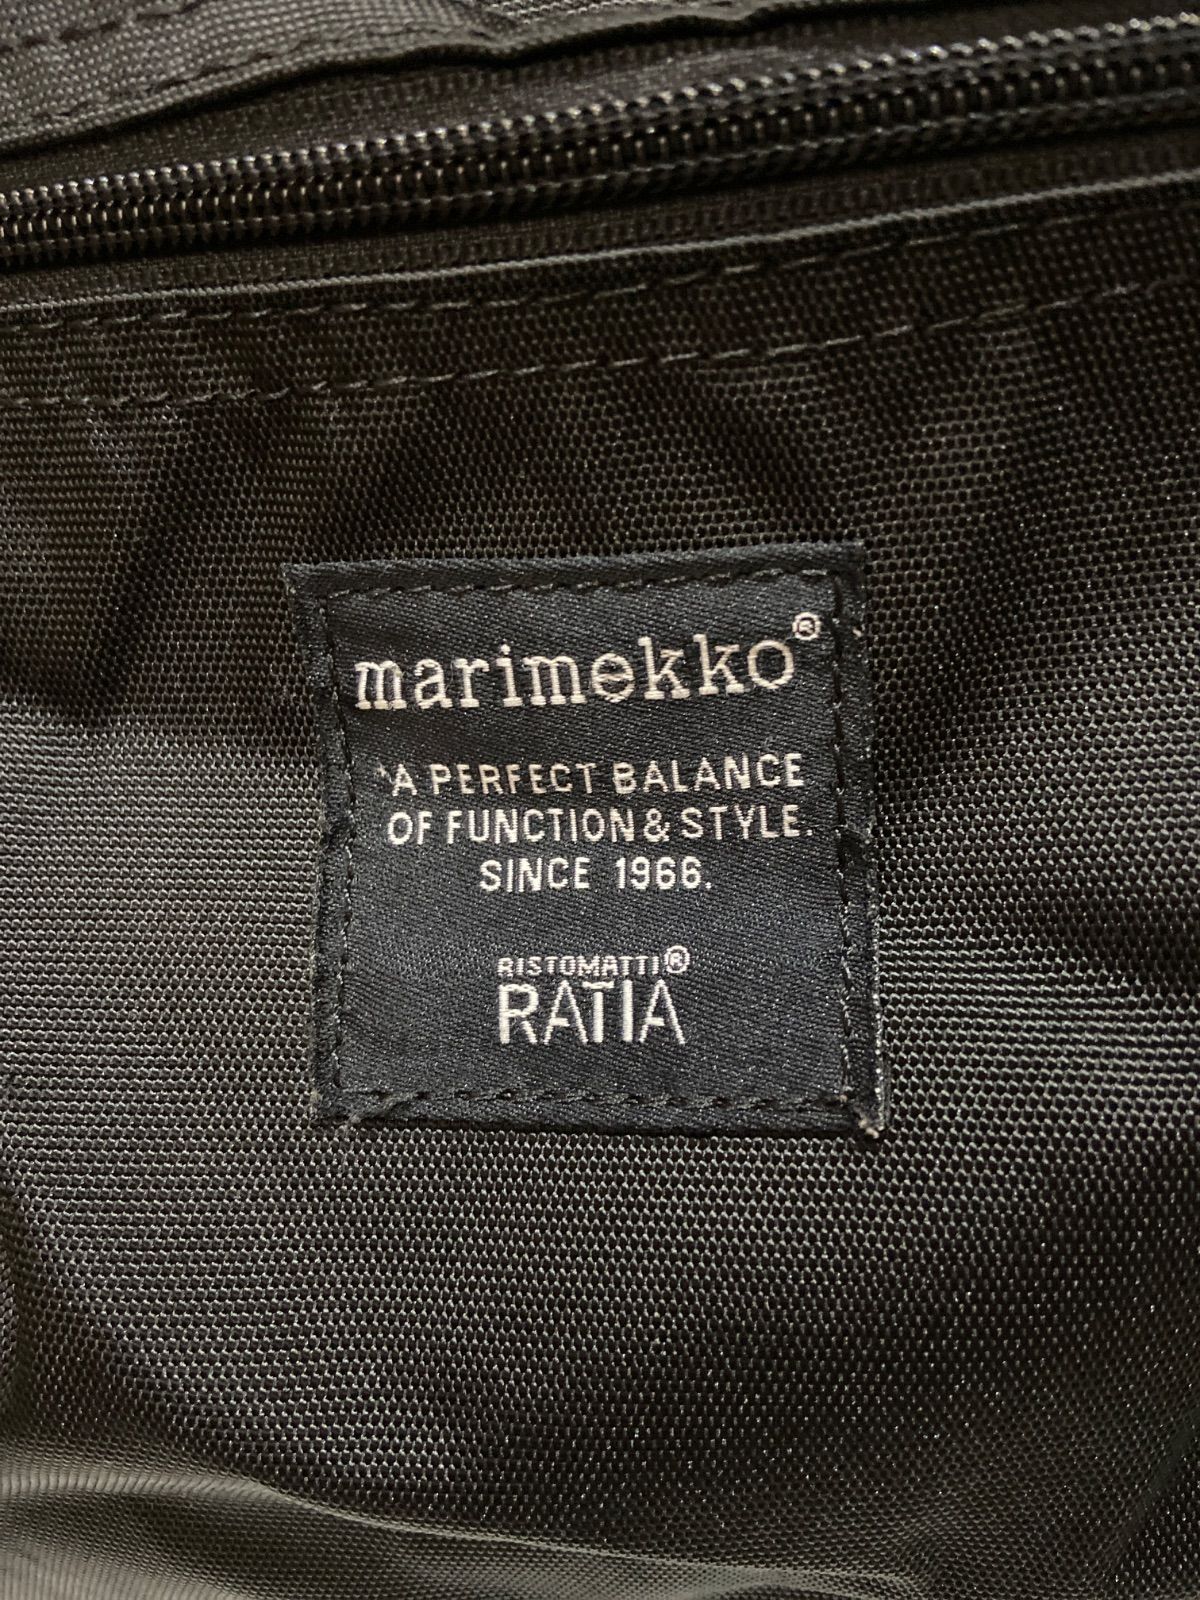 marimekko®
"A PERFECT BALANCE
OF FUNCTION & STYLE.
SINCE 1966.
RISTOMATTI®
RATIA